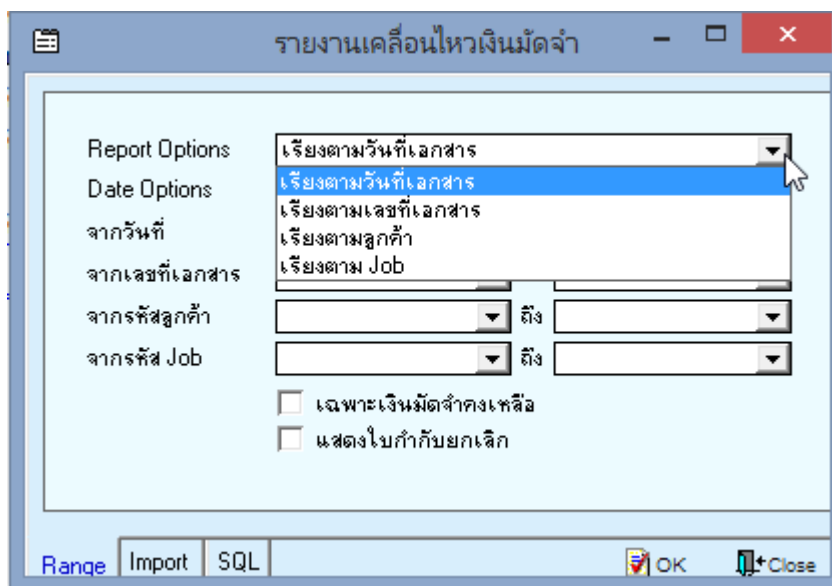 รายงานเคลื่อนไหวเงินมัดจำ
Report Options เรียงตามวันที่เอกสาร
Date Options เรียงตามวันที่เอกสาร
เรียงตามเลขที่เอกสาร
จากวันที่ เรียงตามลูกค้า
จากเลขที่เอกสาร เรียงตาม Job
จากรหัสลูกค้า ถึง
จากรหัส Job ถึง
เฉพาะเงินมัดจำคงเหลือ
แสดงใบกำกับยกเลิก
Range Import SQL OK Close